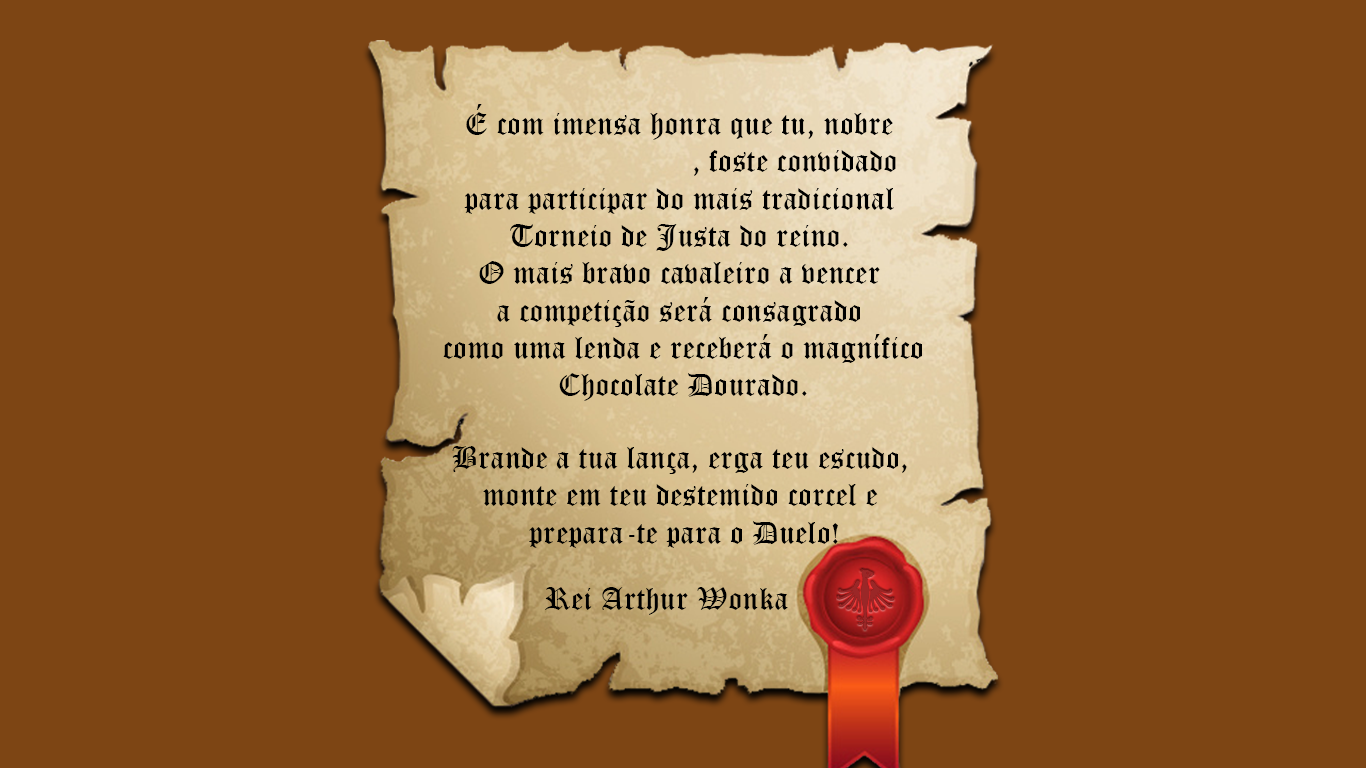 É com imensa honra que tu, nobre
, foste convidado
para participar do mais tradicional
Torneio de Justa do reino.
O mais bravo cavaleiro a vencer
a competição será consagrado
como uma lenda e receberá o magnífico
Chocolate Dourado.
Brande a tua lança, erga teu escudo,
monte em teu destemido corcel e
prepara-te para o Duelo!
Rei Arthur Wonka